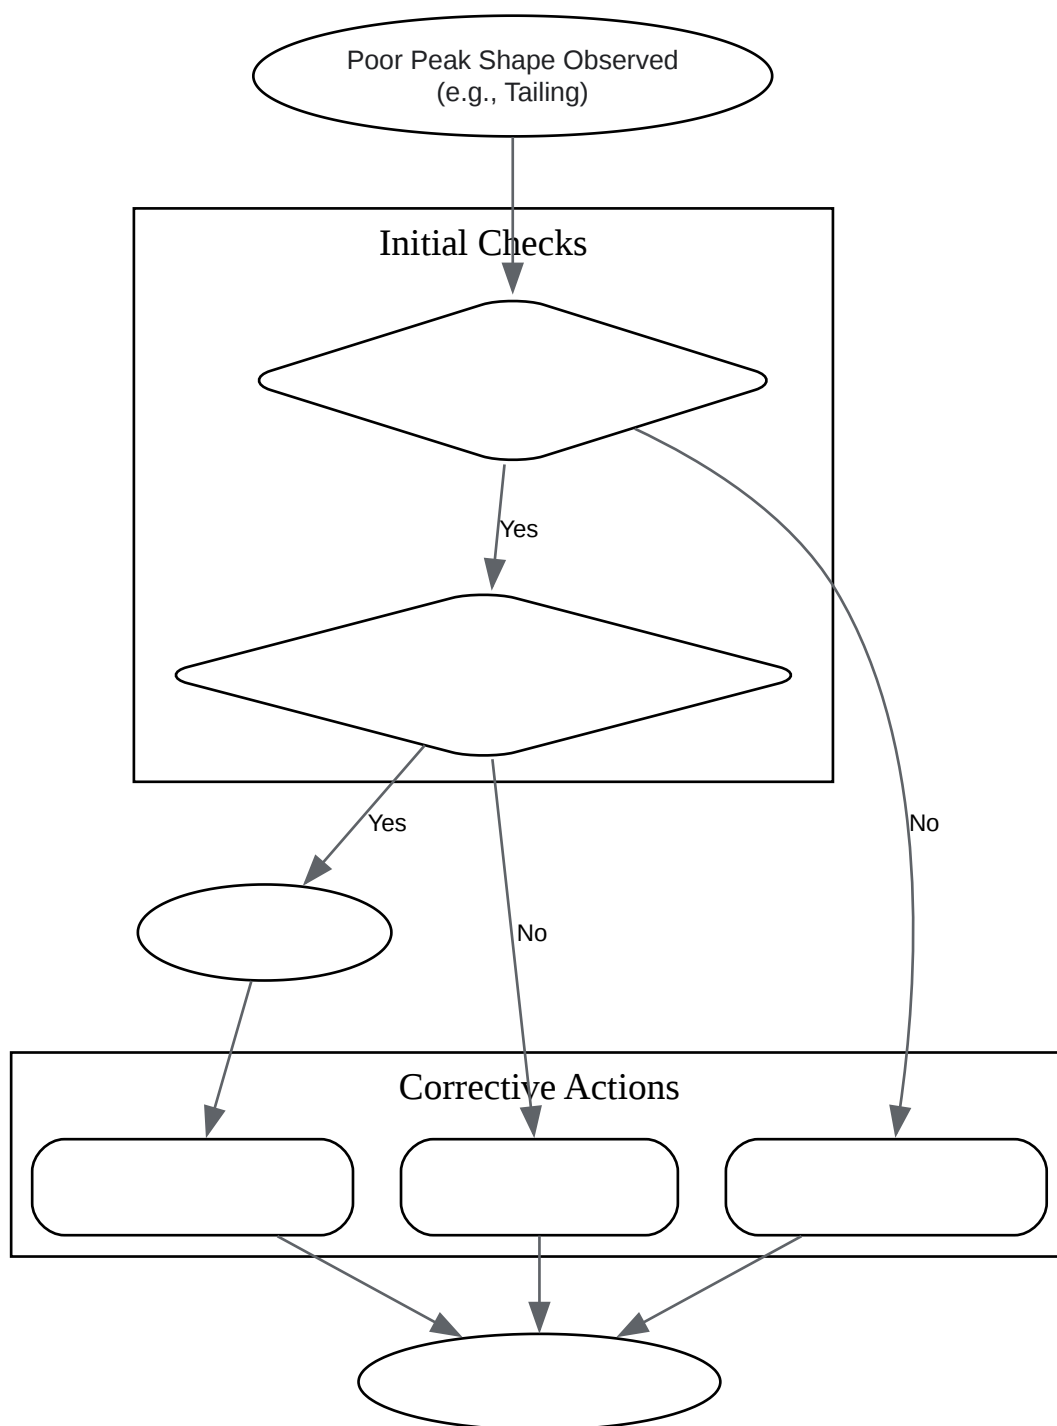 Poor Peak Shape Observed
(e.g., Tailing)
Initial Checks
Yes
Yes
No
No
Corrective Actions